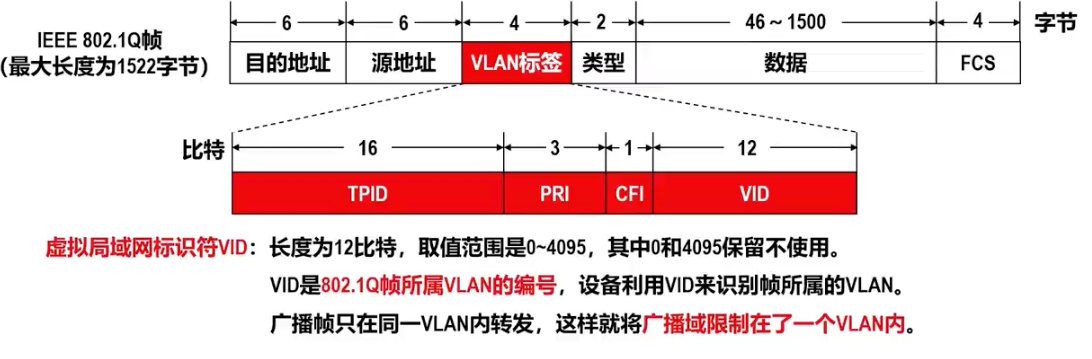 6 6 4 2 46~1500 4 字节
IEEE 802.1Q帧
(最大长度为1522字节)
目的地址 源地址 VLAN标签 类型 数据 FCS
比特 16 3 1 12
TPID PRI CFI VID
虚拟局域网标识符VID：长度为12比特，取值范围是0~4095，其中0和4095保留不使用。
VID是802.1Q帧所属VLAN的编号，设备利用VID来识别帧所属的VLAN。
广播帧只在同一VLAN内转发，这样就将广播域限制在了一个VLAN内。